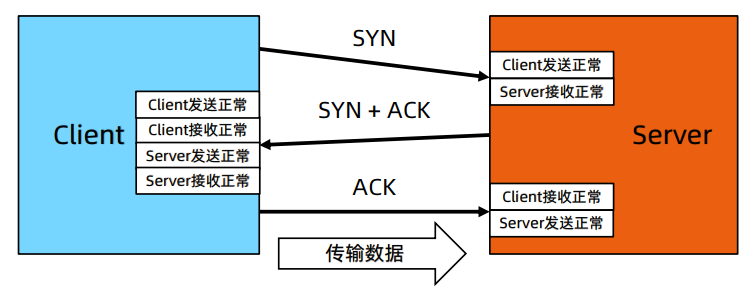 SYN
Client发送正常
Server接收正常
SYN + ACK
Client发送正常
Client接收正常
Server发送正常
Server接收正常
Client
Server
ACK
Client接收正常
Server发送正常
传输数据